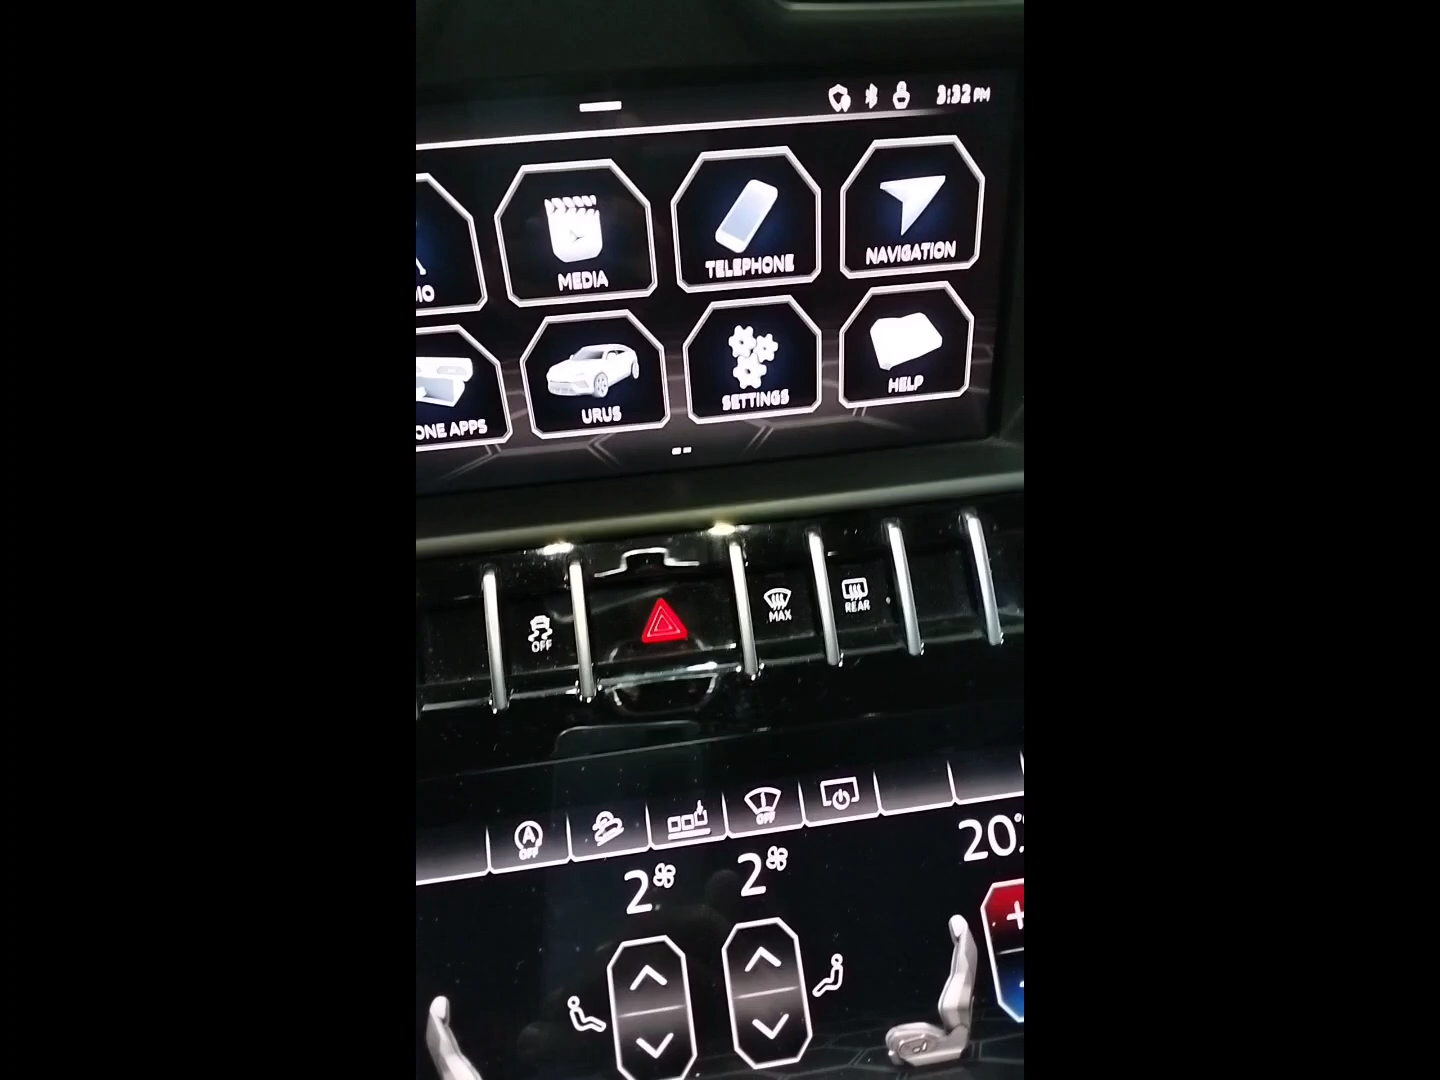 3:32 PM
IO
MEDIA
TELEPHONE
NAVIGATION
ONE APPS
URUS
SETTINGS
HELP
OFF
MAX
REAR
A
OFF
OFF
2
2
20